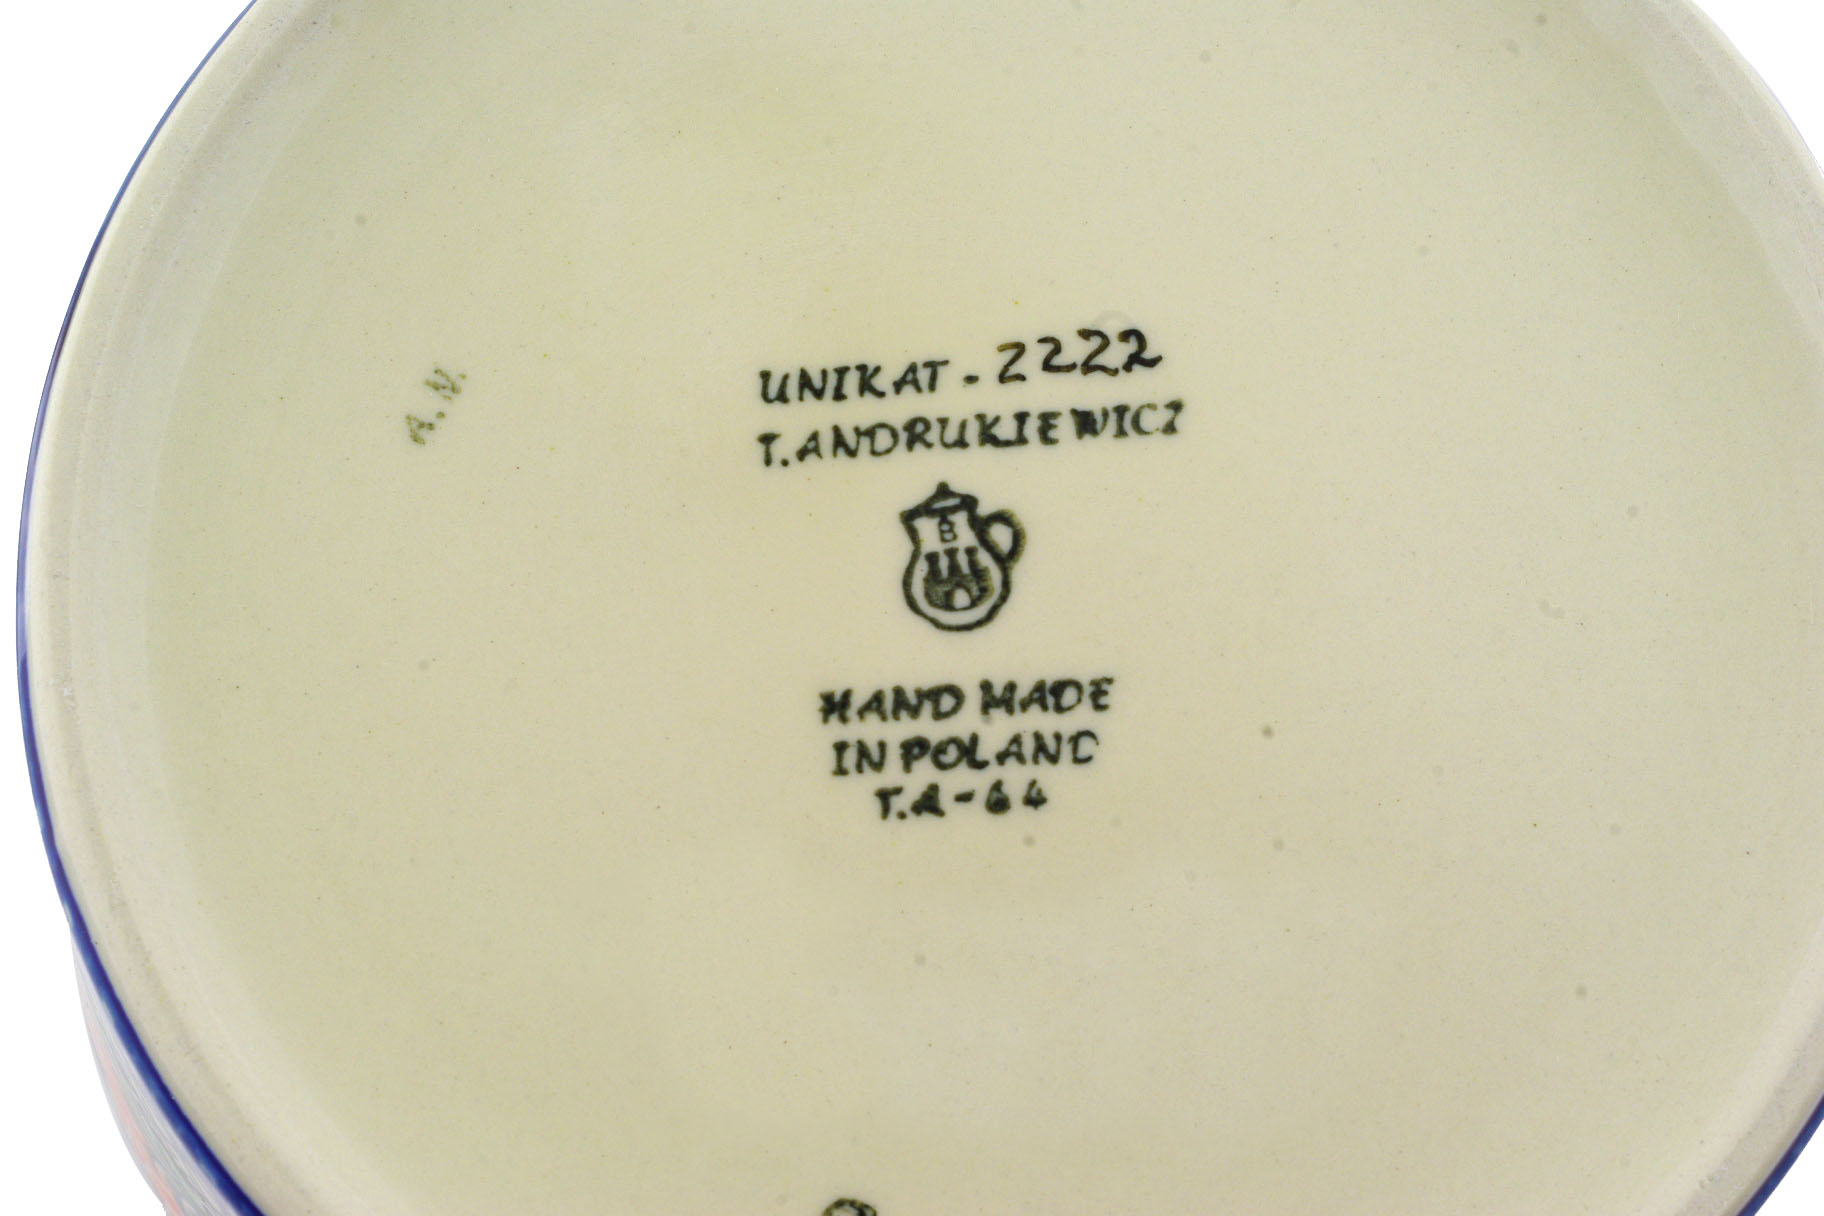 UNIKAT - 2222
T. ANDRUKIEWICZ
A.N.
B
HAND MADE
IN POLAND
T.A - 64